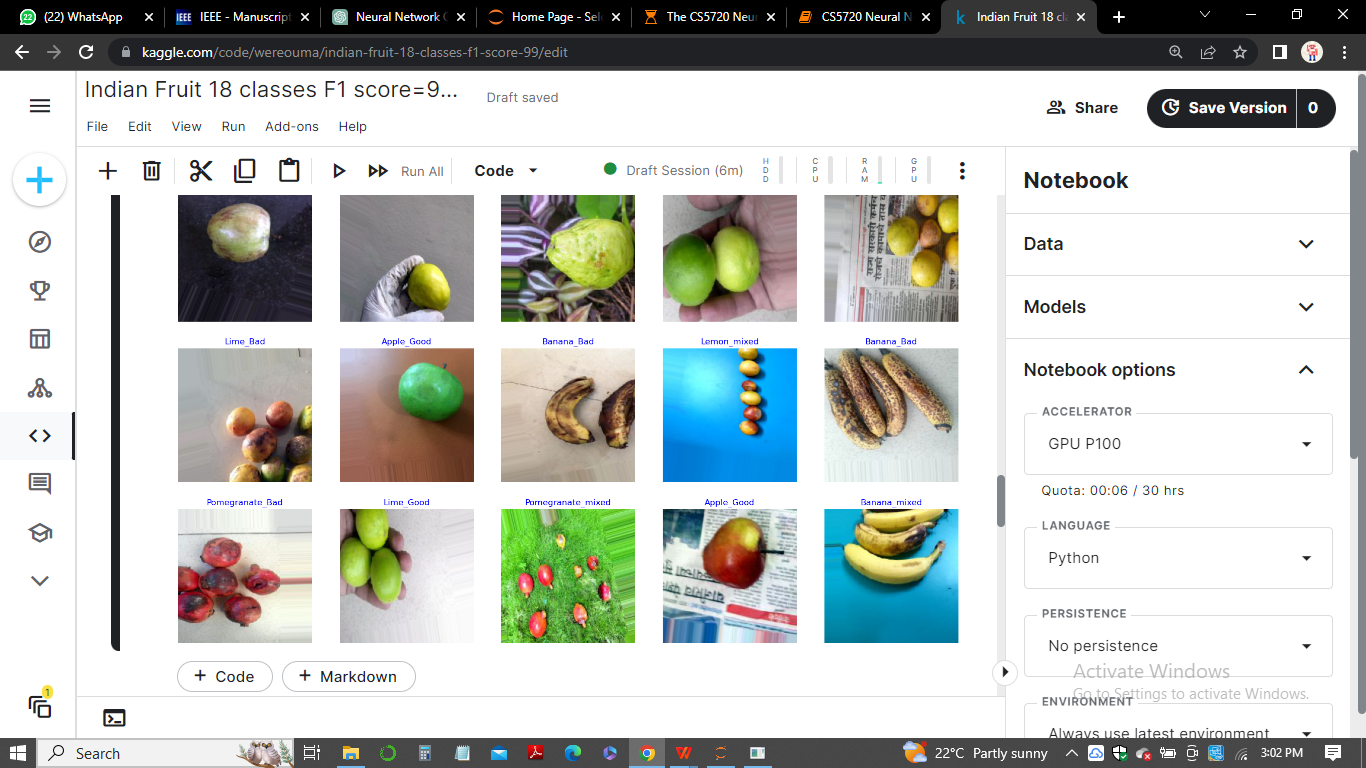 (22) WhatsApp
IEEE - Manuscript
Neural Network C
Home Page - Sele
The CS5720 Neur
CS5720 Neural N
Indian Fruit 18 cl
kaggle.com/code/wereouma/indian-fruit-18-classes-f1-score-99/edit
Indian Fruit 18 classes F1 score=9...
Draft saved
Share
Save Version
0
File Edit View Run Add-ons Help
Run All
Code
Draft Session (6m)
HDD
CPU
RAM
GPU
Lime_Bad
Apple_Good
Banana_Bad
Lemon_mixed
Banana_Bad
Pomegranate_Bad
Lime_Good
Pomegranate_mixed
Apple_Good
Banana_mixed
+ Code
+ Markdown
Notebook
Data
Models
Notebook options
ACCELERATOR
GPU P100
Quota: 00:06 / 30 hrs
LANGUAGE
Python
PERSISTENCE
No persistence
Activate Windows
Go to Settings to activate Windows.
ENVIRONMENT
Always use latest environment
1
Search
22°C Partly sunny
3:02 PM